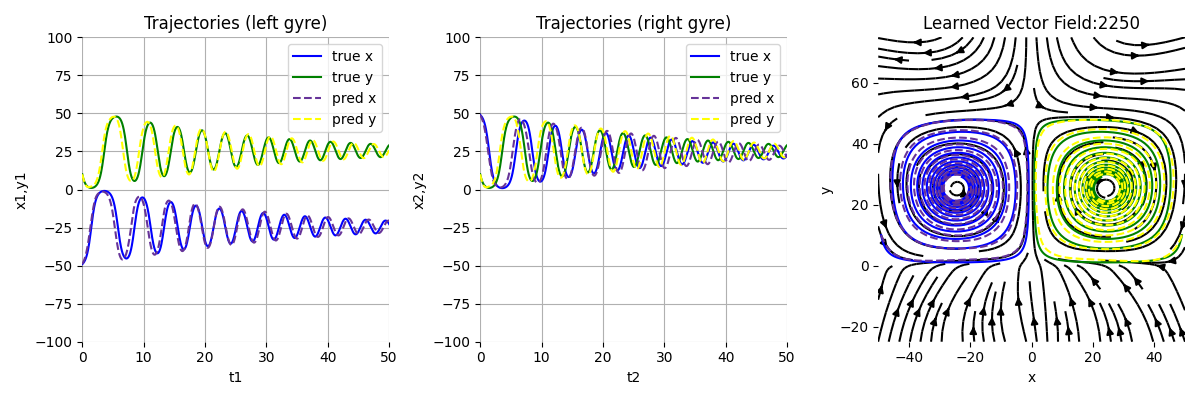 Trajectories (left gyre)
100
75
50
25
0
−25
−50
−75
−100
0
10
20
30
40
50
x1,y1
t1
true x
true y
pred x
pred y
Trajectories (right gyre)
100
75
50
25
0
−25
−50
−75
−100
0
10
20
30
40
50
x2,y2
t2
true x
true y
pred x
pred y
Learned Vector Field:2250
60
40
20
0
−20
−40
−20
0
20
40
y
x